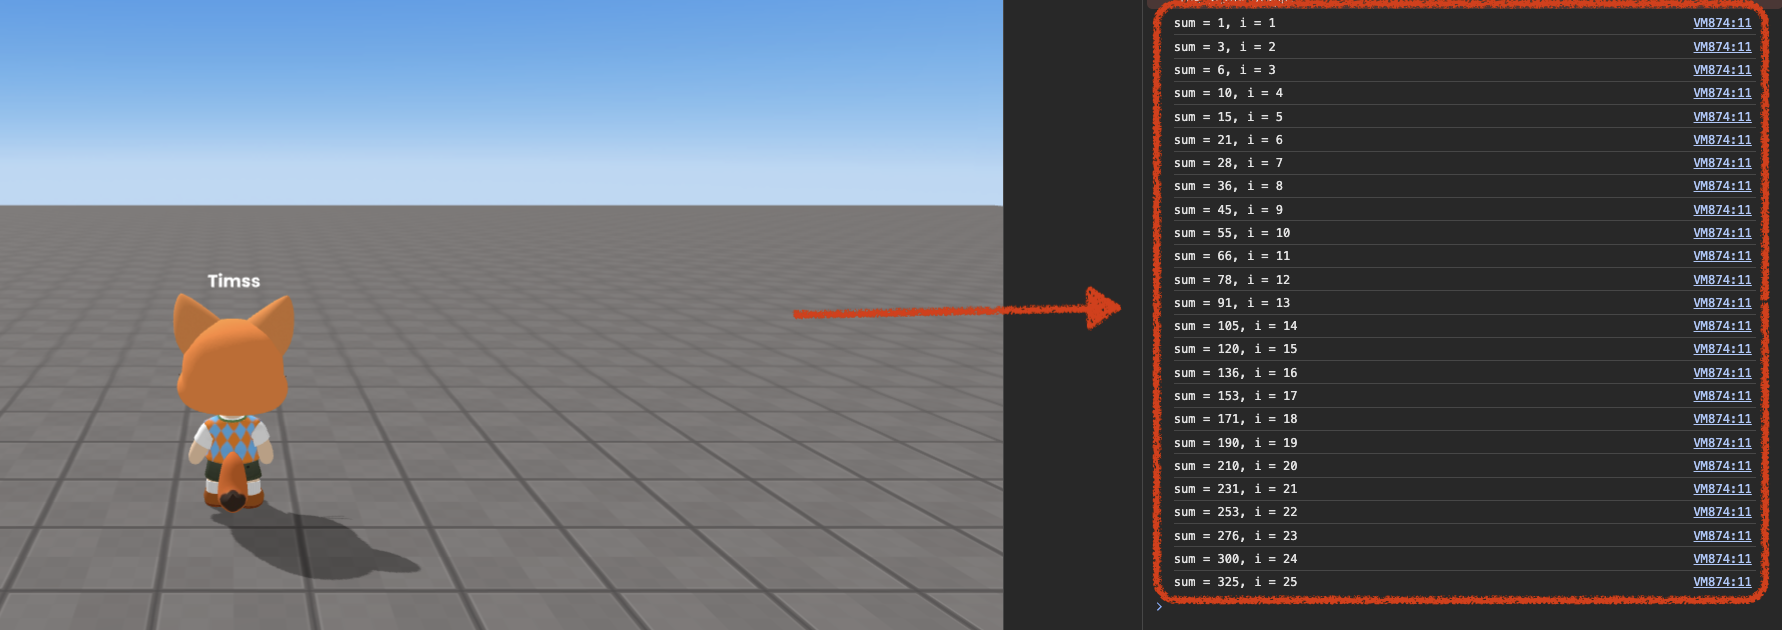 Timss
sum = 1, i = 1 VM874:11
sum = 3, i = 2 VM874:11
sum = 6, i = 3 VM874:11
sum = 10, i = 4 VM874:11
sum = 15, i = 5 VM874:11
sum = 21, i = 6 VM874:11
sum = 28, i = 7 VM874:11
sum = 36, i = 8 VM874:11
sum = 45, i = 9 VM874:11
sum = 55, i = 10 VM874:11
sum = 66, i = 11 VM874:11
sum = 78, i = 12 VM874:11
sum = 91, i = 13 VM874:11
sum = 105, i = 14 VM874:11
sum = 120, i = 15 VM874:11
sum = 136, i = 16 VM874:11
sum = 153, i = 17 VM874:11
sum = 171, i = 18 VM874:11
sum = 190, i = 19 VM874:11
sum = 210, i = 20 VM874:11
sum = 231, i = 21 VM874:11
sum = 253, i = 22 VM874:11
sum = 276, i = 23 VM874:11
sum = 300, i = 24 VM874:11
sum = 325, i = 25 VM874:11
>